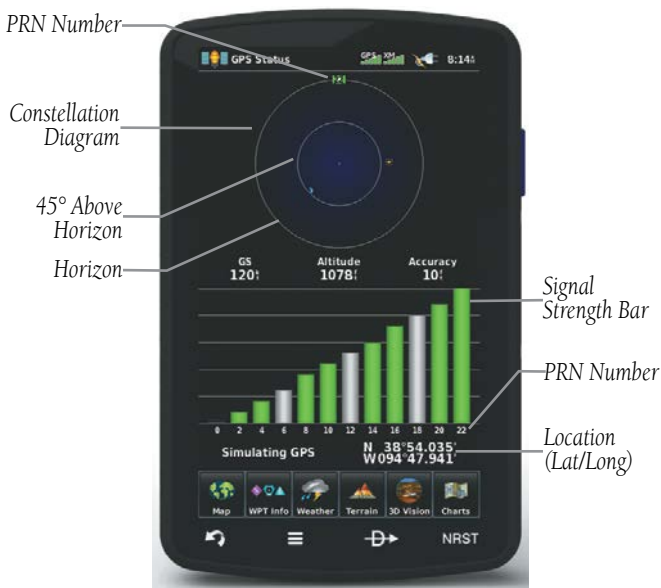 PRN Number
GPS Status
GPS XM
8:14
Constellation
Diagram
45° Above
Horizon
Horizon
GS Altitude Accuracy
120 1078 10
Signal
Strength Bar
PRN Number
0 2 4 6 8 10 12 14 16 18 20 22
Simulating GPS
N 38°54.035'
W094°47.941'
Location
(Lat/Long)
Map WPT Info Weather Terrain 3D Vision Charts
NRST